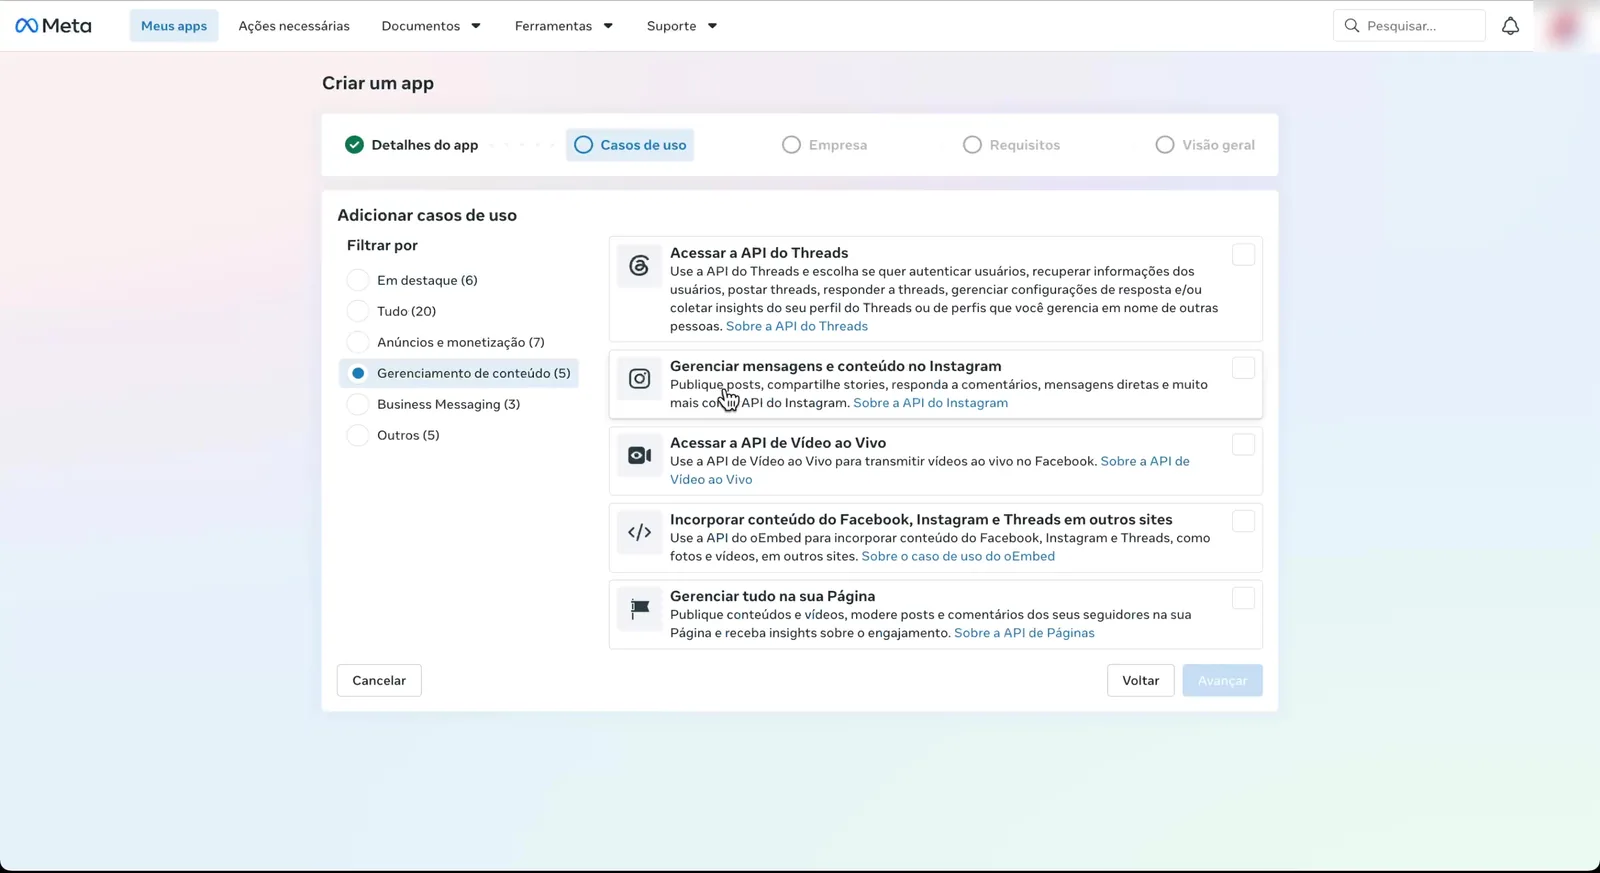 Meta
Meus apps
Ações necessárias
Documentos
Ferramentas
Suporte
Pesquisar...
Criar um app
Detalhes do app
Casos de uso
Empresa
Requisitos
Visão geral
Adicionar casos de uso
Filtrar por
Em destaque (6)
Tudo (20)
Anúncios e monetização (7)
Gerenciamento de conteúdo (5)
Business Messaging (3)
Outros (5)
Acessar a API do Threads
Use a API do Threads e escolha se quer autenticar usuários, recuperar informações dos
usuários, postar threads, responder a threads, gerenciar configurações de resposta e/ou
coletar insights do seu perfil do Threads ou de perfis que você gerencia em nome de outras
pessoas. Sobre a API do Threads
Gerenciar mensagens e conteúdo no Instagram
Publique posts, compartilhe stories, responda a comentários, mensagens diretas e muito
mais API do Instagram. Sobre a API do Instagram
Acessar a API de Vídeo ao Vivo
Use a API de Vídeo ao Vivo para transmitir vídeos ao vivo no Facebook. Sobre a API de
Vídeo ao Vivo
Incorporar conteúdo do Facebook, Instagram e Threads em outros sites
Use a API do oEmbed para incorporar conteúdo do Facebook, Instagram e Threads, como
fotos e vídeos, em outros sites. Sobre o caso de uso do oEmbed
Gerenciar tudo na sua Página
Publique conteúdos e vídeos, modere posts e comentários dos seus seguidores na sua
Página e receba insights sobre o engajamento. Sobre a API de Páginas
Cancelar
Voltar
Avançar